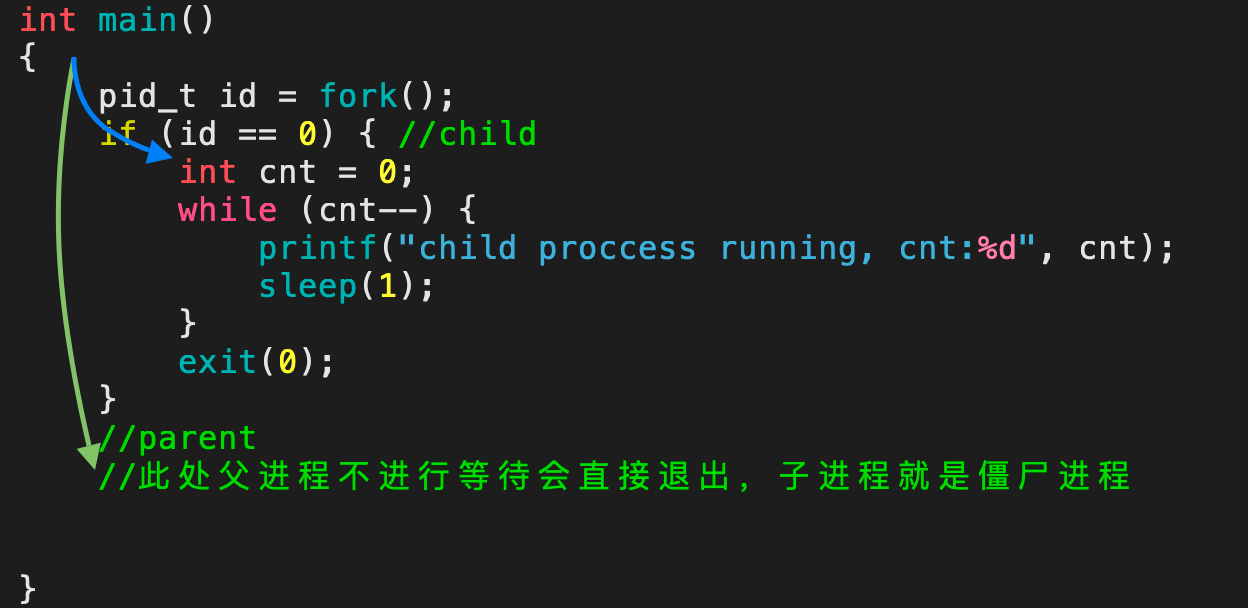 int main()
{
pid_t id = fork();
if (id == 0) { //child
int cnt = 0;
while (cnt--) {
printf("child proccess running, cnt:%d", cnt);
sleep(1);
}
exit(0);
}
//parent
//此处父进程不进行等待会直接退出，子进程就是僵尸进程
}